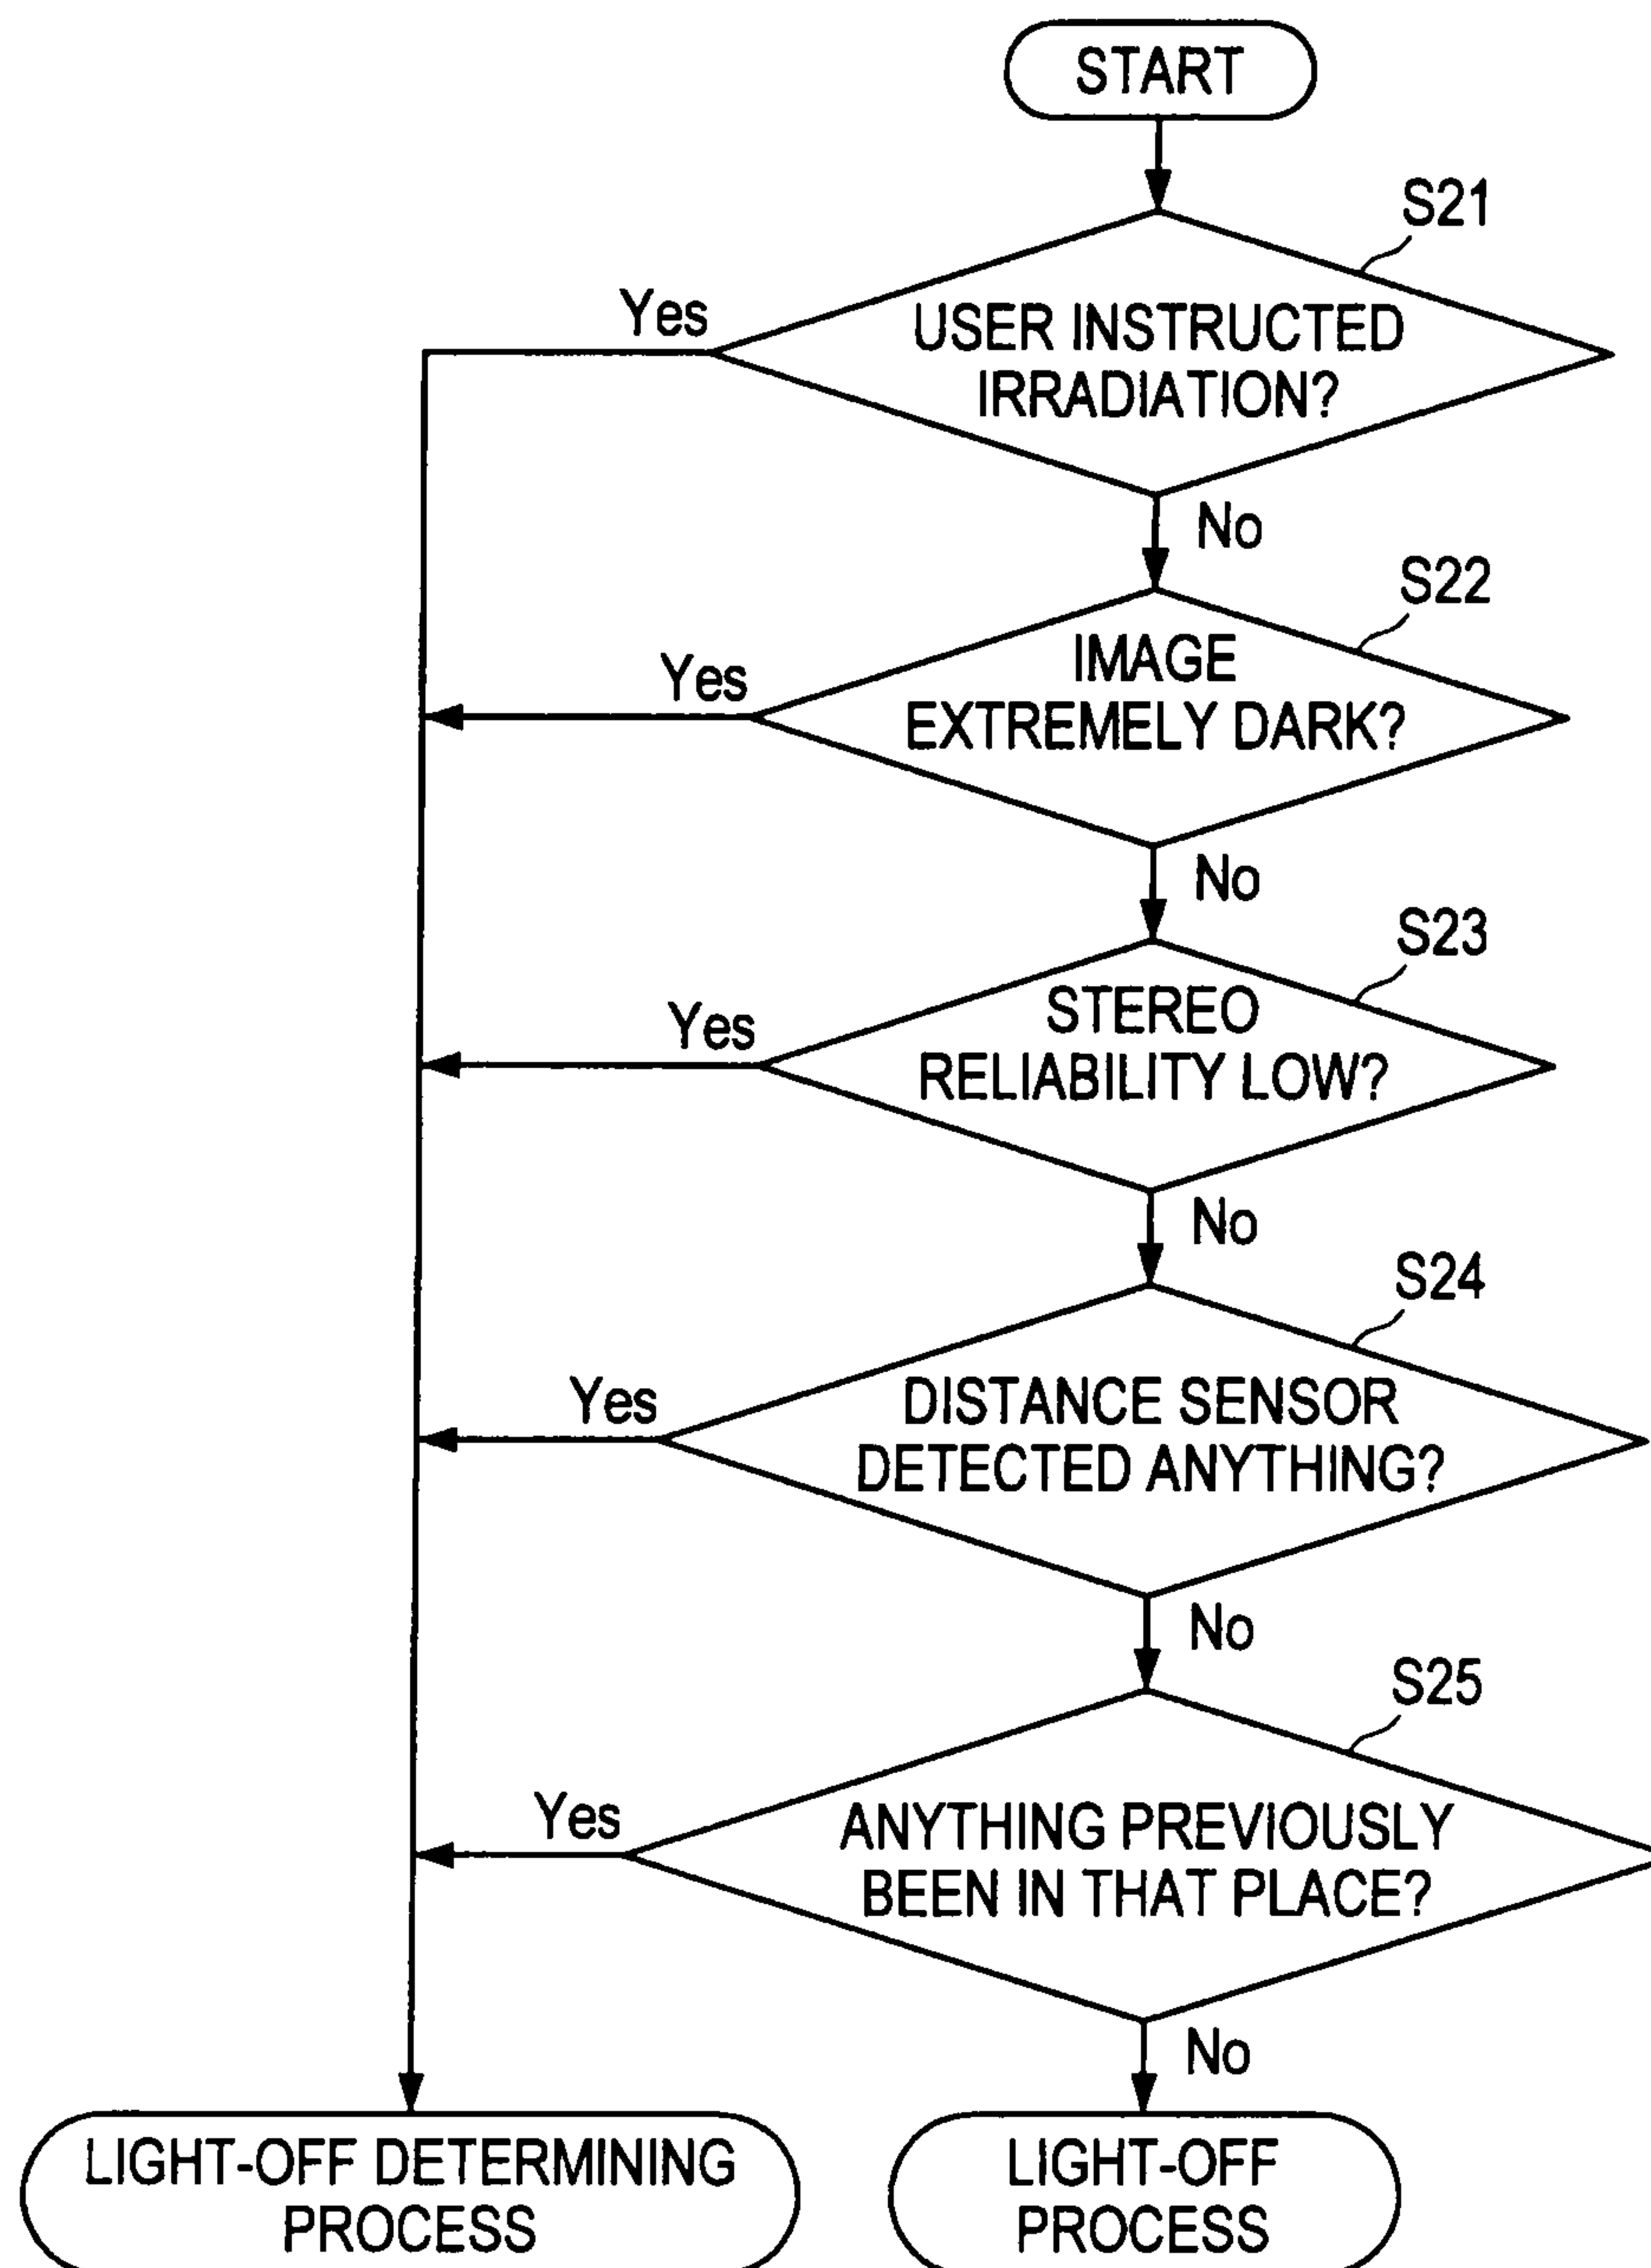 START
S21
Yes
USER INSTRUCTED
IRRADIATION?
No
S22
Yes
IMAGE
EXTREMELY DARK?
No
S23
Yes
STEREO
RELIABILITY LOW?
No
S24
Yes
DISTANCE SENSOR
DETECTED ANYTHING?
No
S25
Yes
ANYTHING PREVIOUSLY
BEEN IN THAT PLACE?
No
LIGHT-OFF DETERMINING
PROCESS
LIGHT-OFF
PROCESS